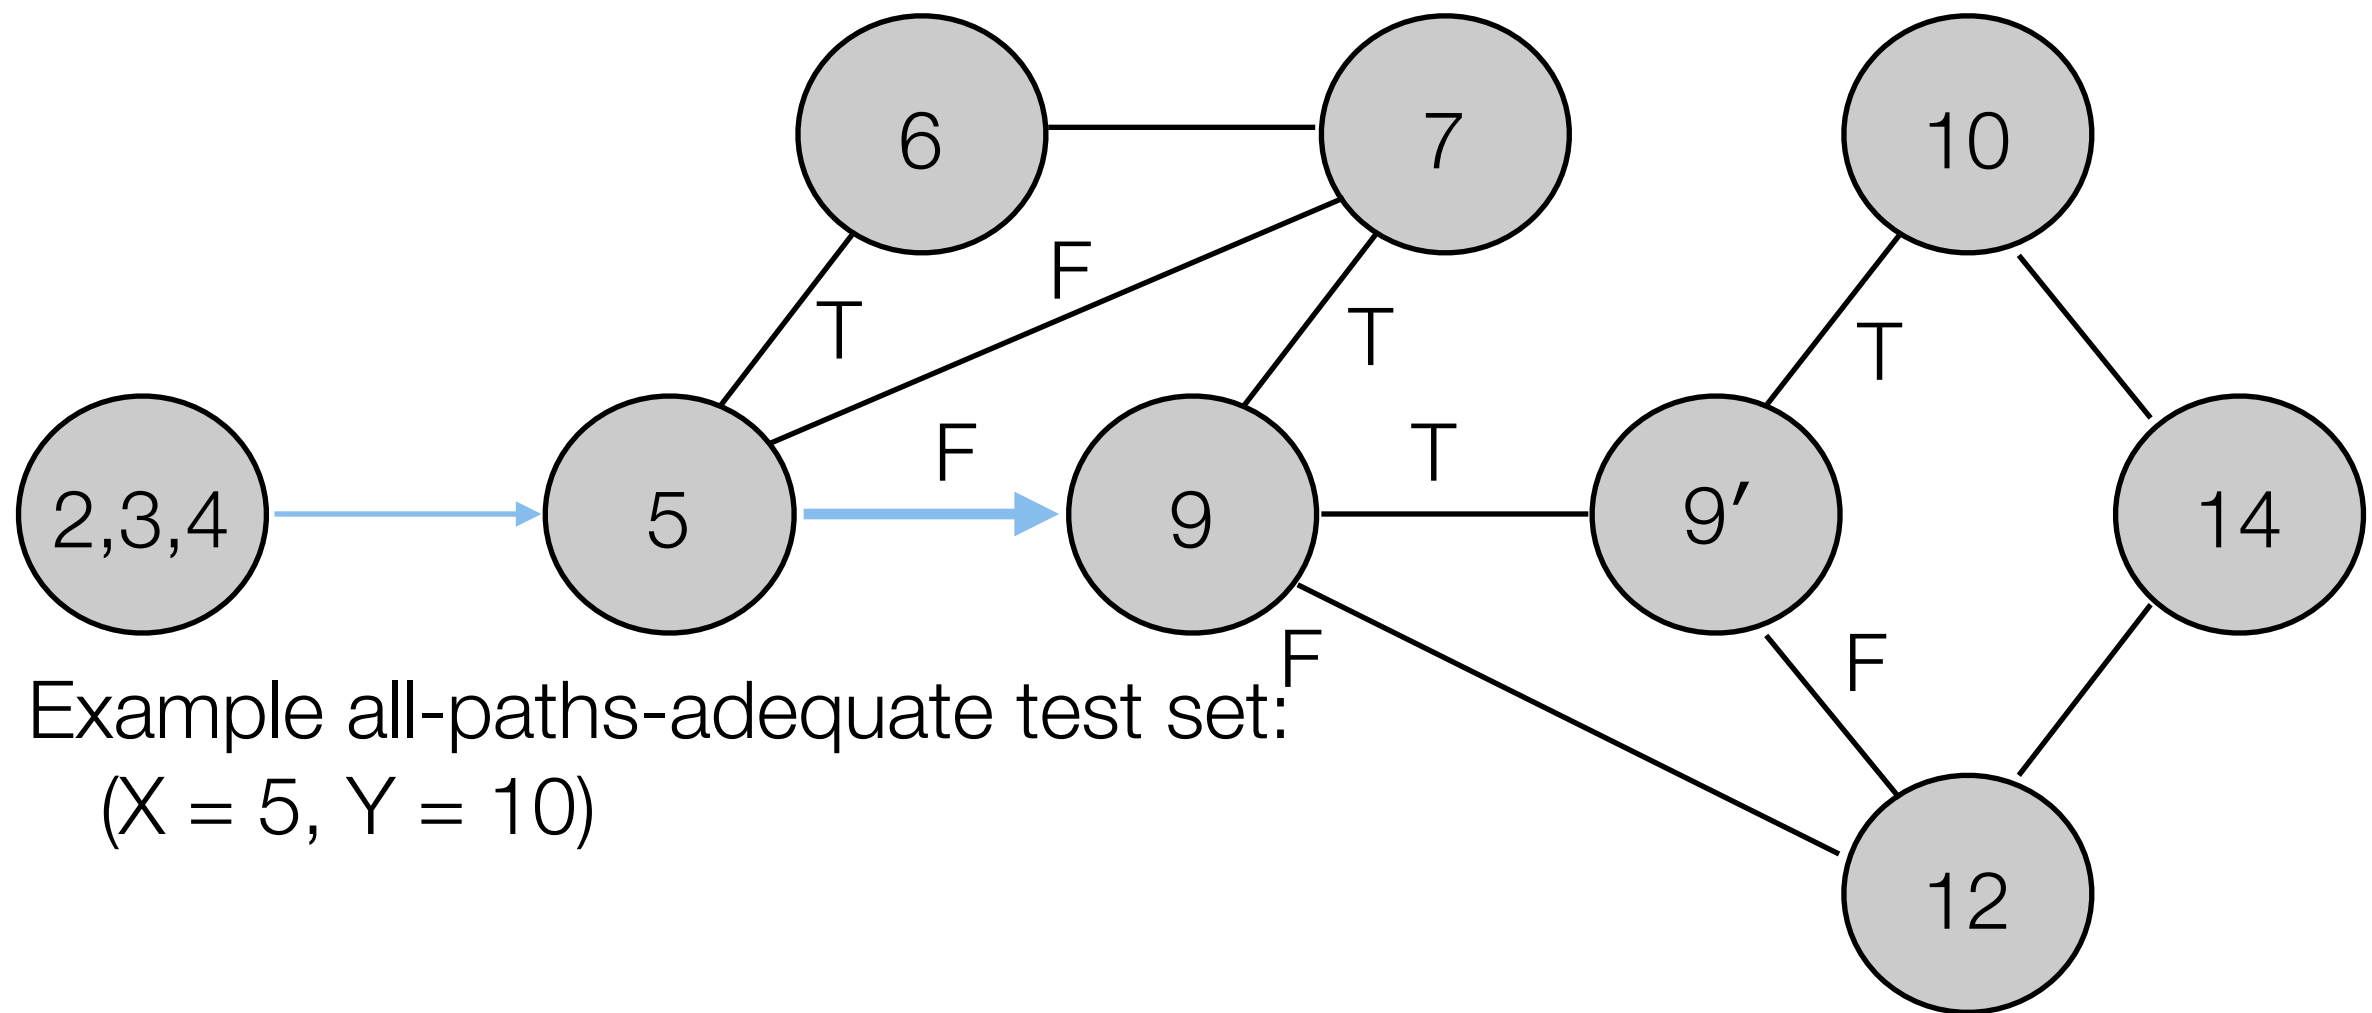 6
7
10
F
T
T
T
F
T
2,3,4
5
9
9′
14
F
F
Example all-paths-adequate test set:
(X = 5, Y = 10)
12